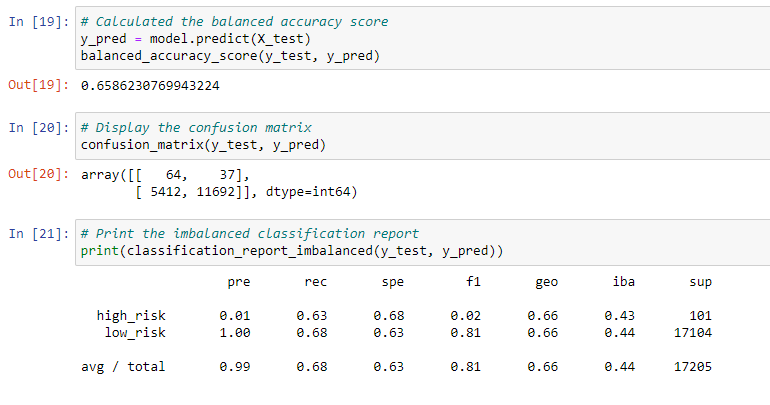 In [19]: # Calculated the balanced accuracy score
y_pred = model.predict(X_test)
balanced_accuracy_score(y_test, y_pred)
Out[19]: 0.6586230769943224
In [20]: # Display the confusion matrix
confusion_matrix(y_test, y_pred)
Out[20]: array([[   64,    37],
       [ 5412, 11692]], dtype=int64)
In [21]: # Print the imbalanced classification report
print(classification_report_imbalanced(y_test, y_pred))
pre rec spe f1 geo iba sup
high_risk 0.01 0.63 0.68 0.02 0.66 0.43 101
low_risk 1.00 0.68 0.63 0.81 0.66 0.44 17104
avg / total 0.99 0.68 0.63 0.81 0.66 0.44 17205